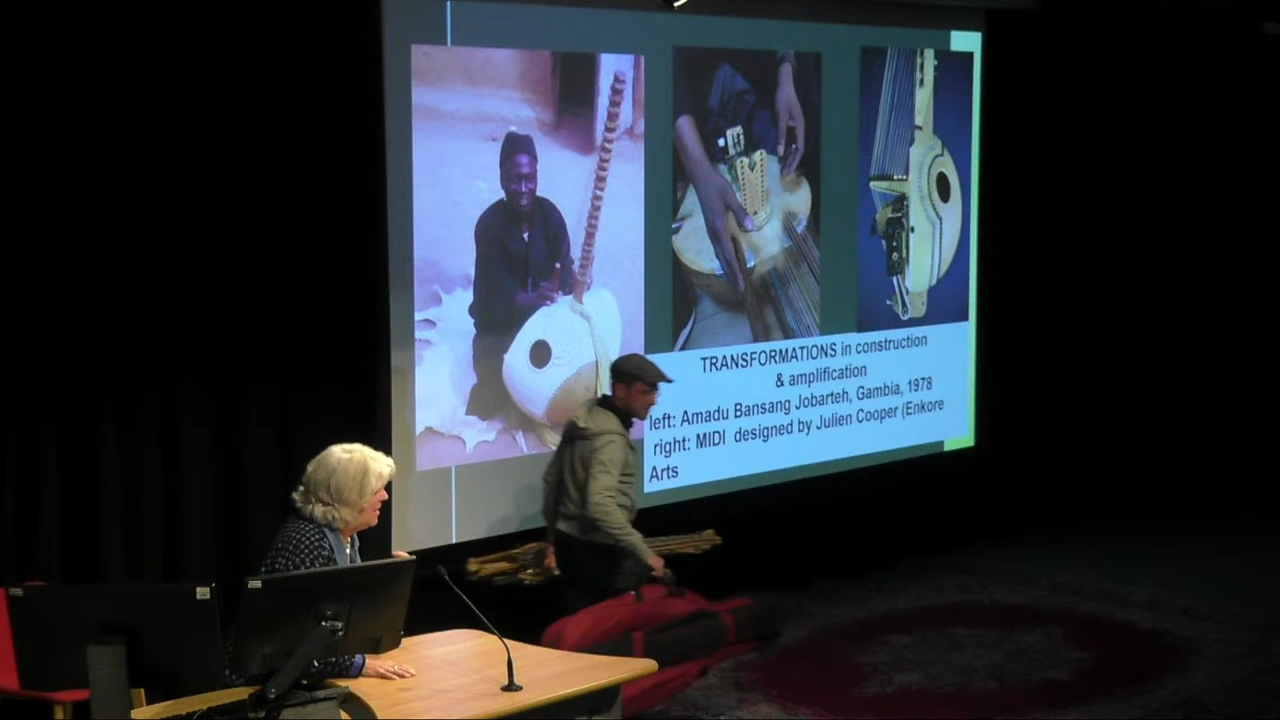 TRANSFORMATIONS in construction
& amplification
left: Amadu Bansang Jobarteh, Gambia, 1978
right: MIDI designed by Julien Cooper (Enkore
Arts